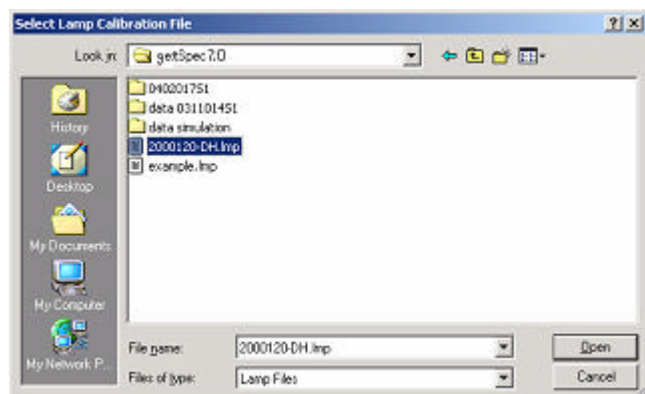 Select Lamp Calibration File
Look in:
getSpec7.0
History
Desktop
My Documents
My Computer
My Network P...
040201751
data 031101451
data simulation
2000120-DH.lmp
example.lmp
File name:
2000120-DH.lmp
Open
Files of type:
Lamp Files
Cancel